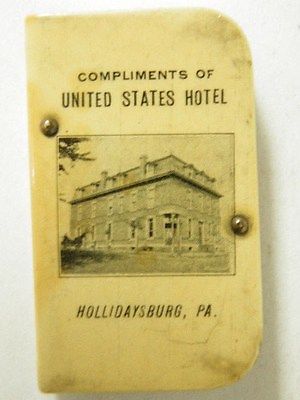 COMPLIMENTS OF
UNITED STATES HOTEL
HOLLIDAYSBURG, PA.